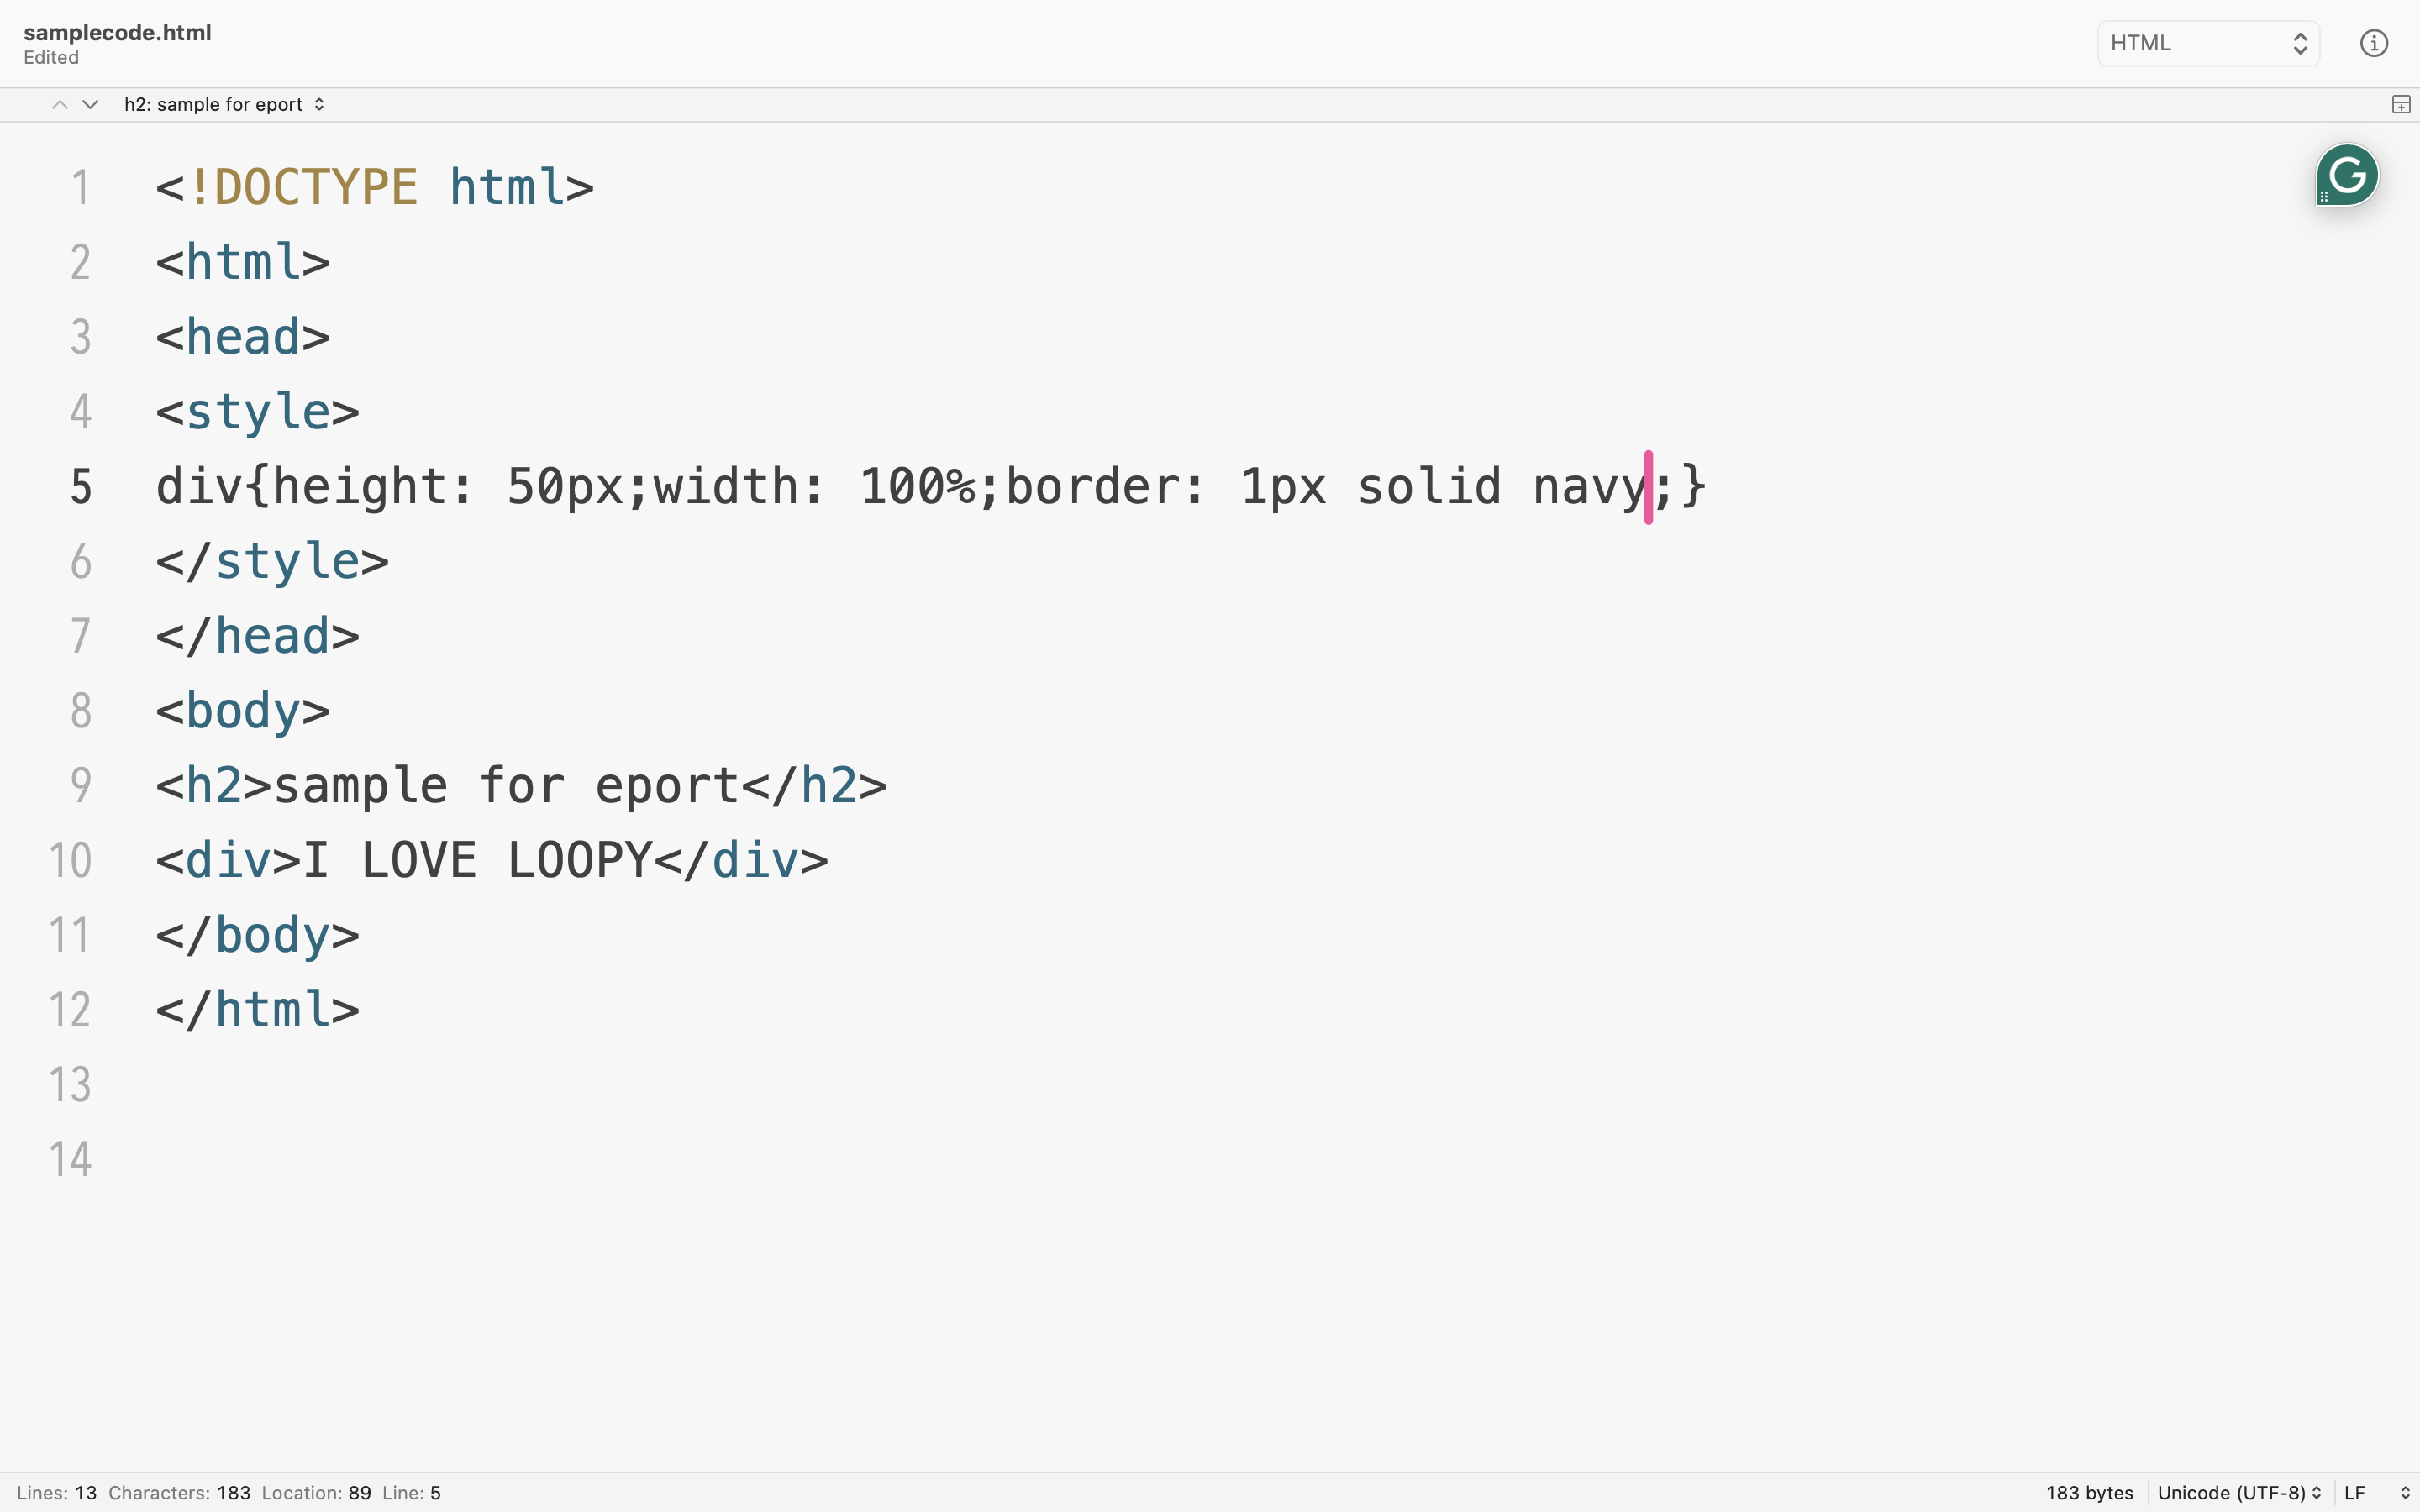 samplecode.html
Edited
HTML
h2: sample for eport
1 <!DOCTYPE html>
2 <html>
3 <head>
4 <style>
5 div{height: 50px;width: 100%;border: 1px solid navy;}
6 </style>
7 </head>
8 <body>
9 <h2>sample for eport</h2>
10 <div>I LOVE LOOPY</div>
11 </body>
12 </html>
13
14
Lines: 13 Characters: 183 Location: 89 Line: 5 183 bytes Unicode (UTF-8) LF